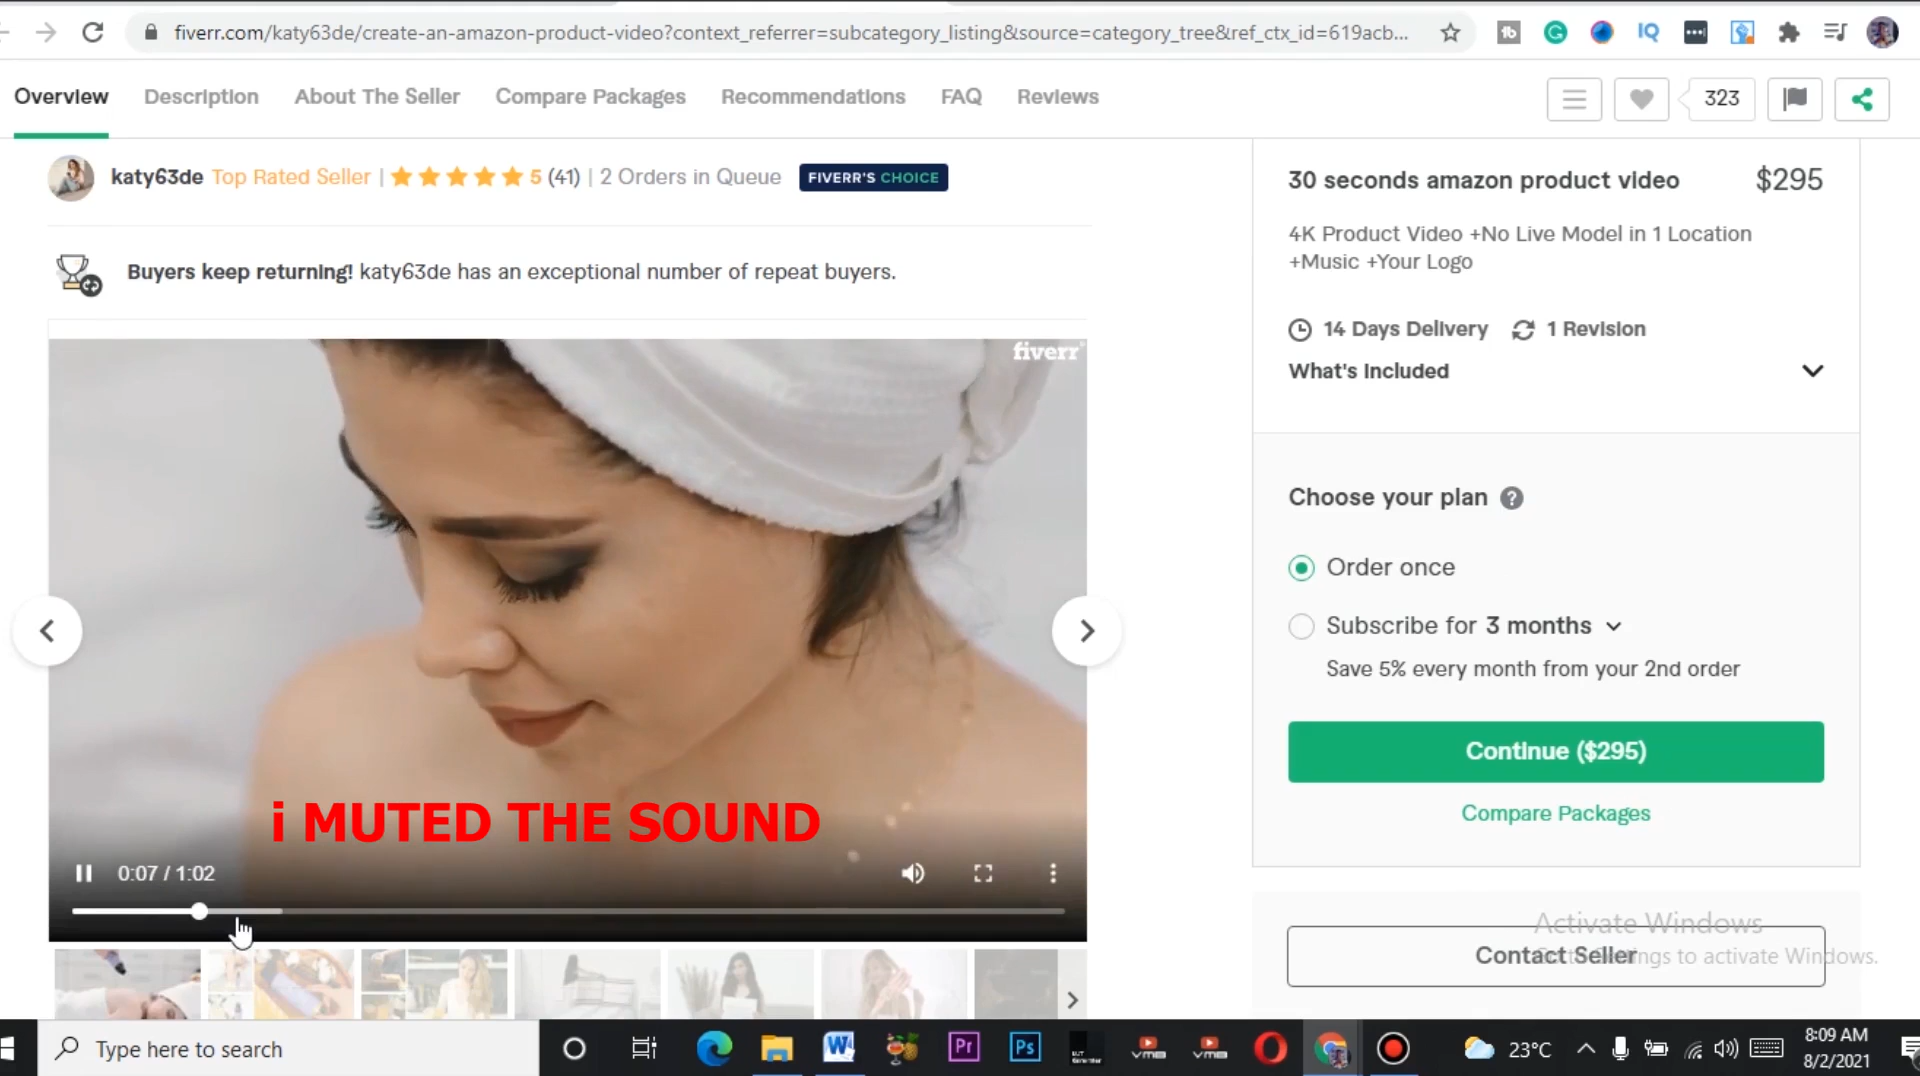 fiverr.com/katy63de/create-an-amazon-product-video?context_referrer=subcategory_listing&source=category_tree&ref_ctx_id=619acb...
IQ
Overview Description About The Seller Compare Packages Recommendations FAQ Reviews
323
katy63de Top Rated Seller | 5 (41) | 2 Orders in Queue FIVERR'S CHOICE
Buyers keep returning! katy63de has an exceptional number of repeat buyers.
fiverr
i MUTED THE SOUND
0:07 / 1:02
30 seconds amazon product video $295
4K Product Video +No Live Model in 1 Location
+Music +Your Logo
14 Days Delivery 1 Revision
What's Included
Choose your plan ?
Order once
Subscribe for 3 months
Save 5% every month from your 2nd order
Continue ($295)
Compare Packages
Activate Windows
Contact Seller
to activate Windows.
Type here to search
W
Pr
Ps
23°C
8:09 AM
8/2/2021